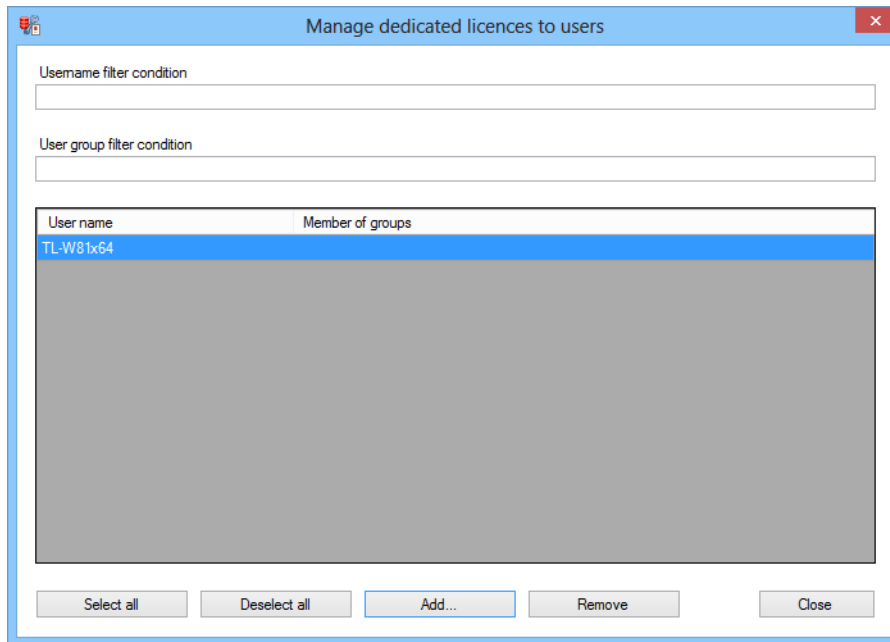 Manage dedicated licences to users
Username filter condition
User group filter condition
User name Member of groups
TL-W81x64
Select all Deselect all Add... Remove Close